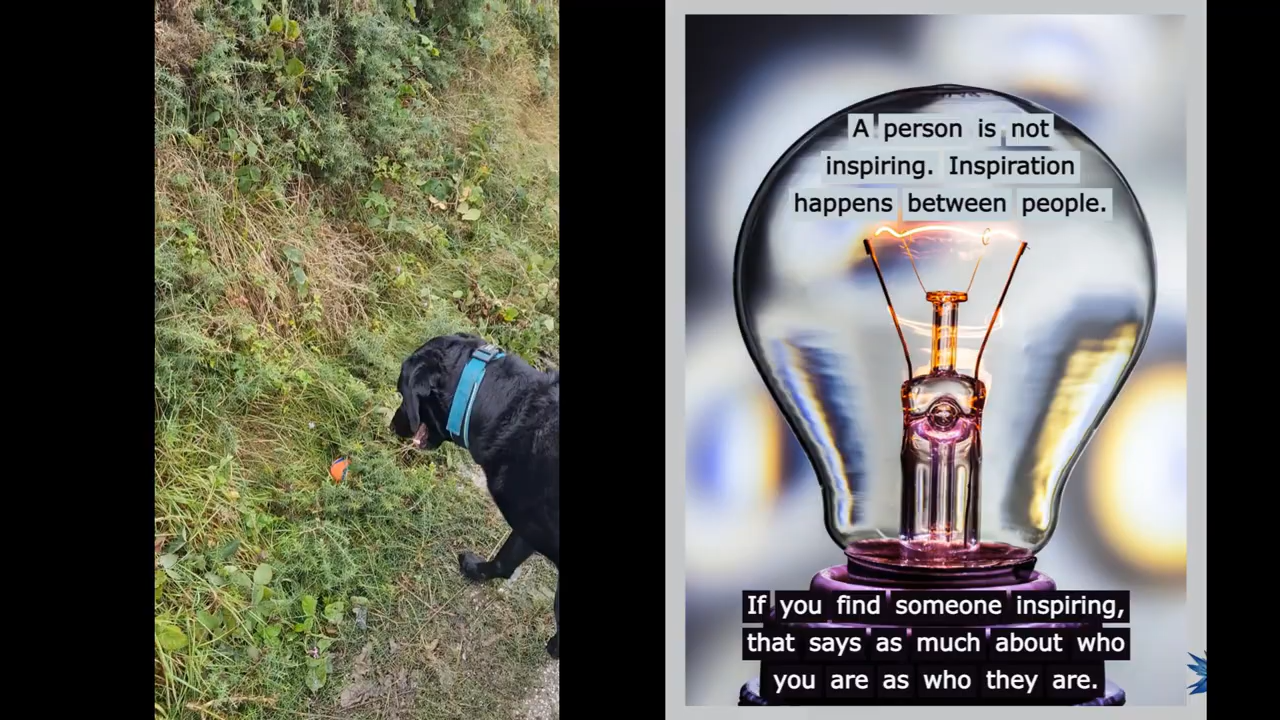 A person is not
inspiring. Inspiration
happens between people.
If you find someone inspiring,
that says as much about who
you are as who they are.